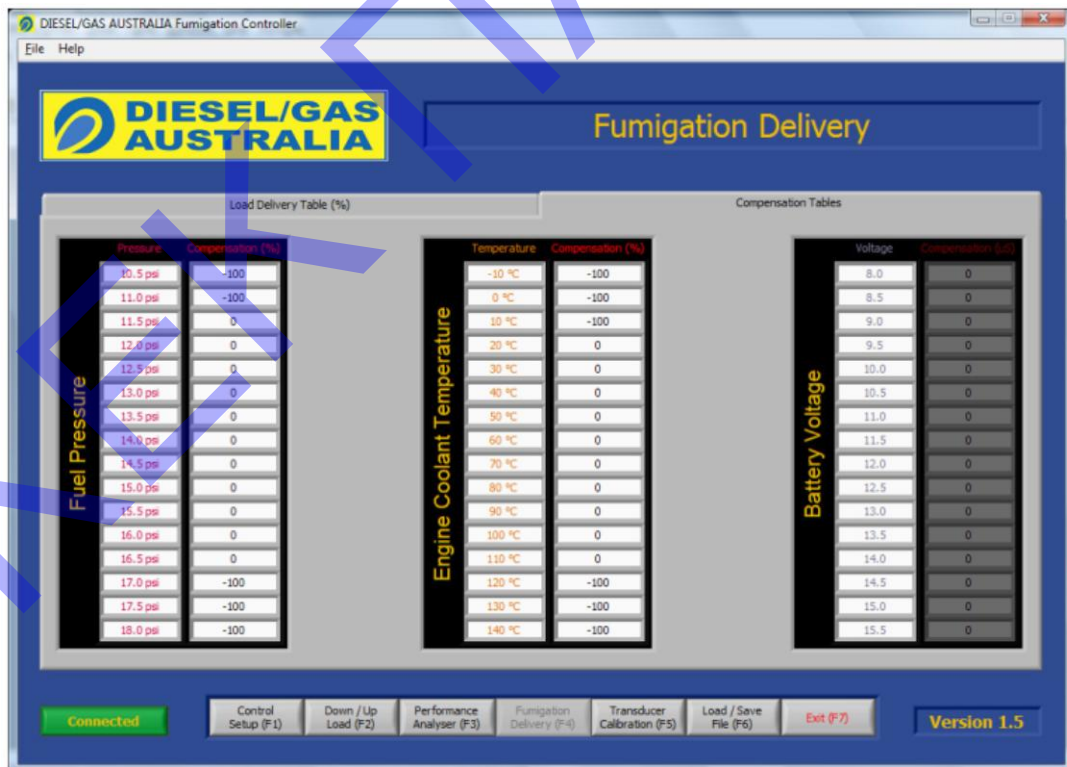 DIESEL/GAS AUSTRALIA Fumigation Controller
File Help
DIESEL/GAS
AUSTRALIA
Fumigation Delivery
Load Delivery Table (%)
Compensation Tables
Fuel Pressure
Pressure Compensation (%)
10.5 psi -100
11.0 psi -100
11.5 psi 0
12.0 psi 0
12.5 psi 0
13.0 psi 0
13.5 psi 0
14.0 psi 0
14.5 psi 0
15.0 psi 0
15.5 psi 0
16.0 psi 0
16.5 psi 0
17.0 psi -100
17.5 psi -100
18.0 psi -100
Engine Coolant Temperature
Temperature Compensation (%)
-10 °C -100
0 °C -100
10 °C -100
20 °C 0
30 °C 0
40 °C 0
50 °C 0
60 °C 0
70 °C 0
80 °C 0
90 °C 0
100 °C 0
110 °C 0
120 °C -100
130 °C -100
140 °C -100
Battery Voltage
Voltage Compensation
8.0 0
8.5 0
9.0 0
9.5 0
10.0 0
10.5 0
11.0 0
11.5 0
12.0 0
12.5 0
13.0 0
13.5 0
14.0 0
14.5 0
15.0 0
15.5 0
Connected
Control
Setup (F1)
Down / Up
Load (F2)
Performance
Analyser (F3)
Fumigation
Delivery (F4)
Transducer
Calibration (F5)
Load / Save
File (F6)
Exit (F7)
Version 1.5